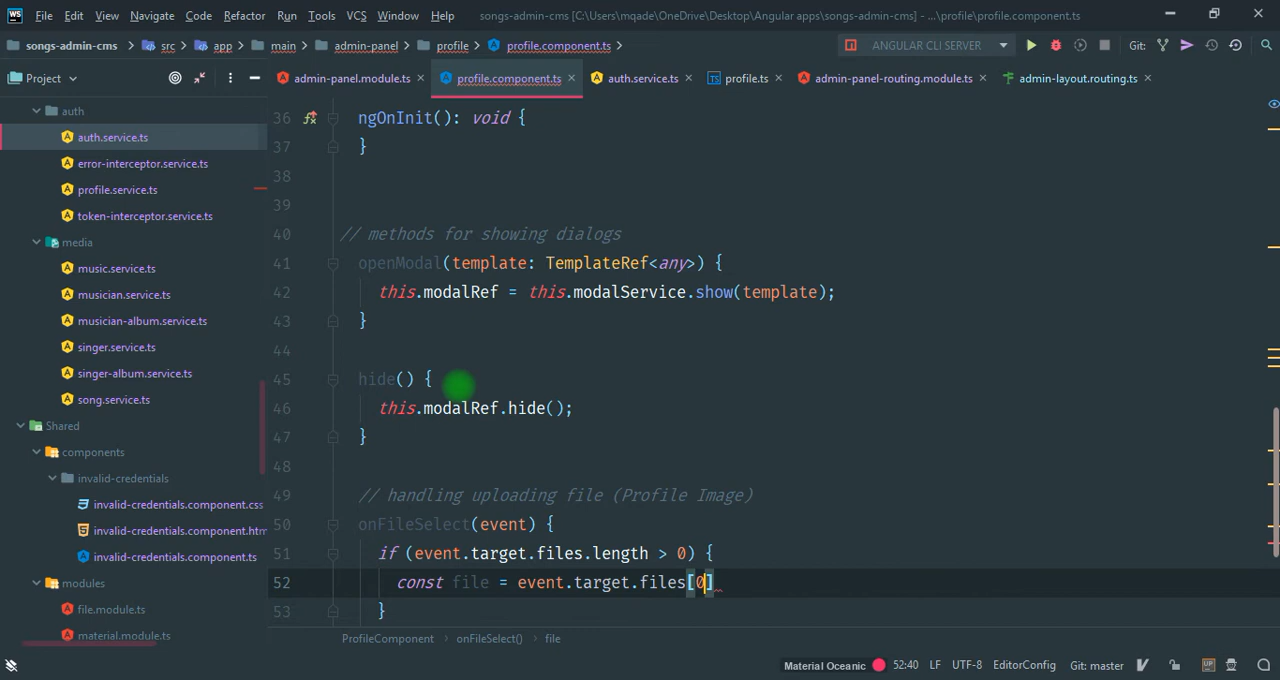 File Edit View Navigate Code Refactor Run Tools VCS Window Help songs-admin-cms [C:\Users\mqade\OneDrive\Desktop\Angular apps\songs-admin-cms] - ...\profile\profile.component.ts
songs-admin-cms src app main admin-panel profile profile.component.ts ANGULAR CLI SERVER Git:
Project admin-panel.module.ts profile.component.ts auth.service.ts profile.ts admin-panel-routing.module.ts admin-layout.routing.ts
auth
auth.service.ts
error-interceptor.service.ts
profile.service.ts
token-interceptor.service.ts
media
music.service.ts
musician.service.ts
musician-album.service.ts
singer.service.ts
singer-album.service.ts
song.service.ts
Shared
components
invalid-credentials
invalid-credentials.component.css
invalid-credentials.component.htm
invalid-credentials.component.ts
modules
file.module.ts
material.module.ts
36 ngOnInit(): void {
37 }
38
39
40 // methods for showing dialogs
41 openModal(template: TemplateRef<any>) {
42 this.modalRef = this.modalService.show(template);
43 }
44
45 hide() {
46 this.modalRef.hide();
47 }
48
49 // handling uploading file (Profile Image)
50 onFileSelect(event) {
51 if (event.target.files.length > 0) {
52 const file = event.target.files[0]
53 }
ProfileComponent onFileSelect() file
Material Oceanic 52:40 LF UTF-8 EditorConfig Git: master